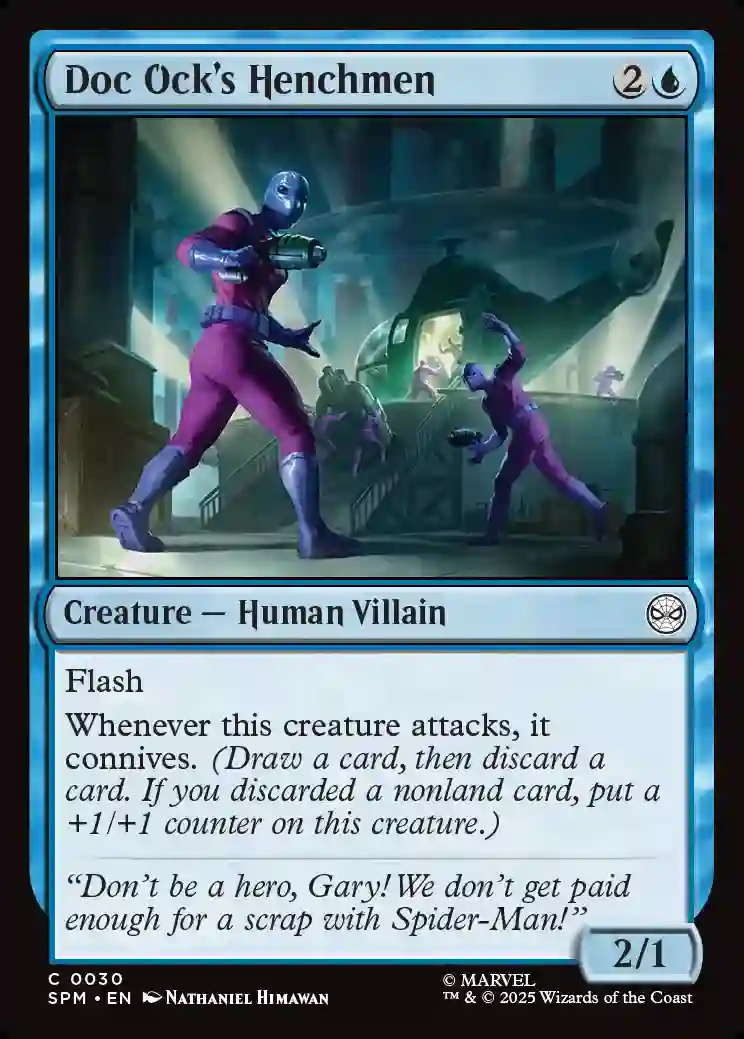 Doc Ock's Henchmen 2
Creature — Human Villain
Flash
Whenever this creature attacks, it
connives. (Draw a card, then discard a
card. If you discarded a nonland card, put a
+1/+1 counter on this creature.)
“Don't be a hero, Gary! We don't get paid
enough for a scrap with Spider-Man!”
2/1
C 0030
SPM • EN Nathaniel Himawan
© MARVEL
™ & © 2025 Wizards of the Coast